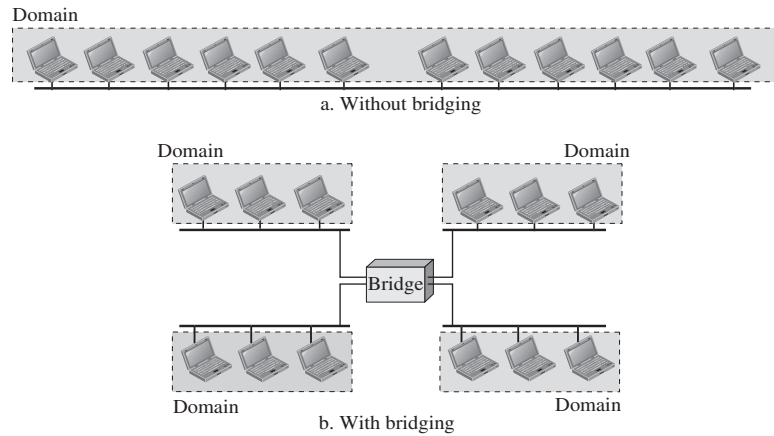 Domain
a. Without bridging
Domain
Domain
Bridge
Domain
Domain
b. With bridging